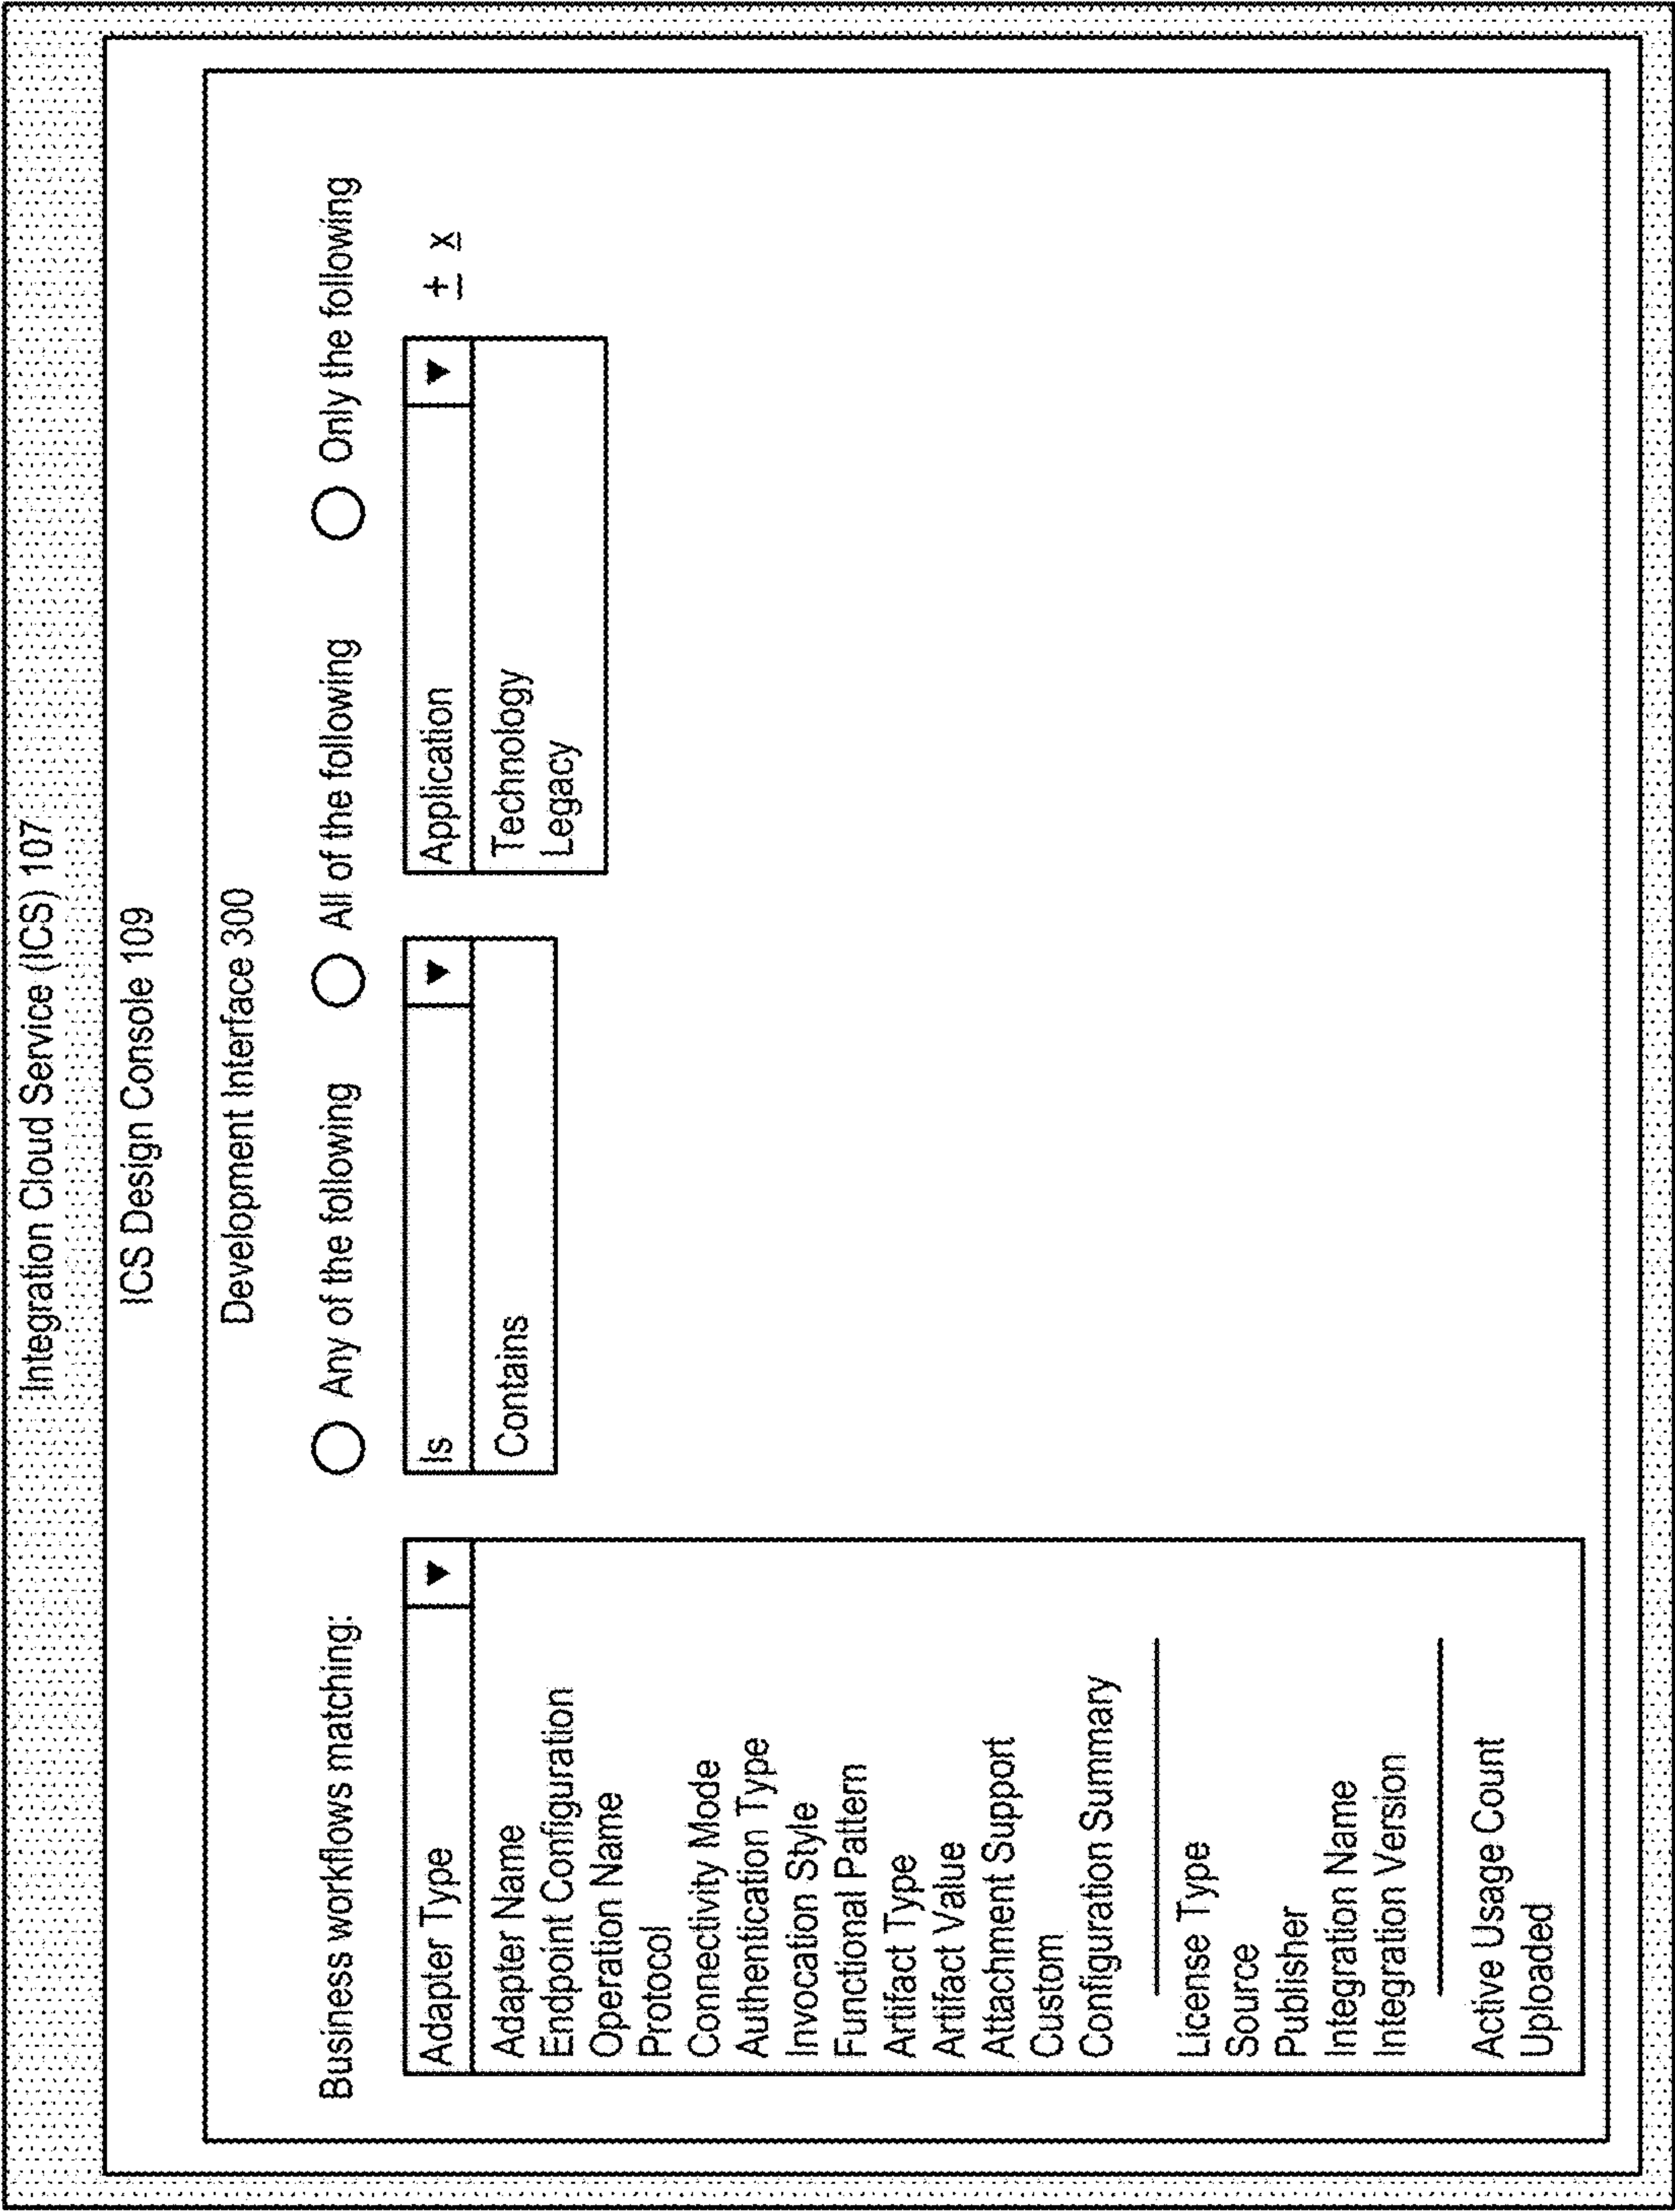 Integration Cloud Service (ICS) 107
ICS Design Console 109
Development Interface 300
Business workflows matching:
Any of the following
All of the following
Only the following
Adapter Type
▼
Is
▼
Application
▼
+ x
Adapter Name
Endpoint Configuration
Operation Name
Protocol
Connectivity Mode
Authentication Type
Invocation Style
Functional Pattern
Artifact Type
Artifact Value
Attachment Support
Custom
Configuration Summary
License Type
Source
Publisher
Integration Name
Integration Version
Active Usage Count
Uploaded
Contains
Technology
Legacy